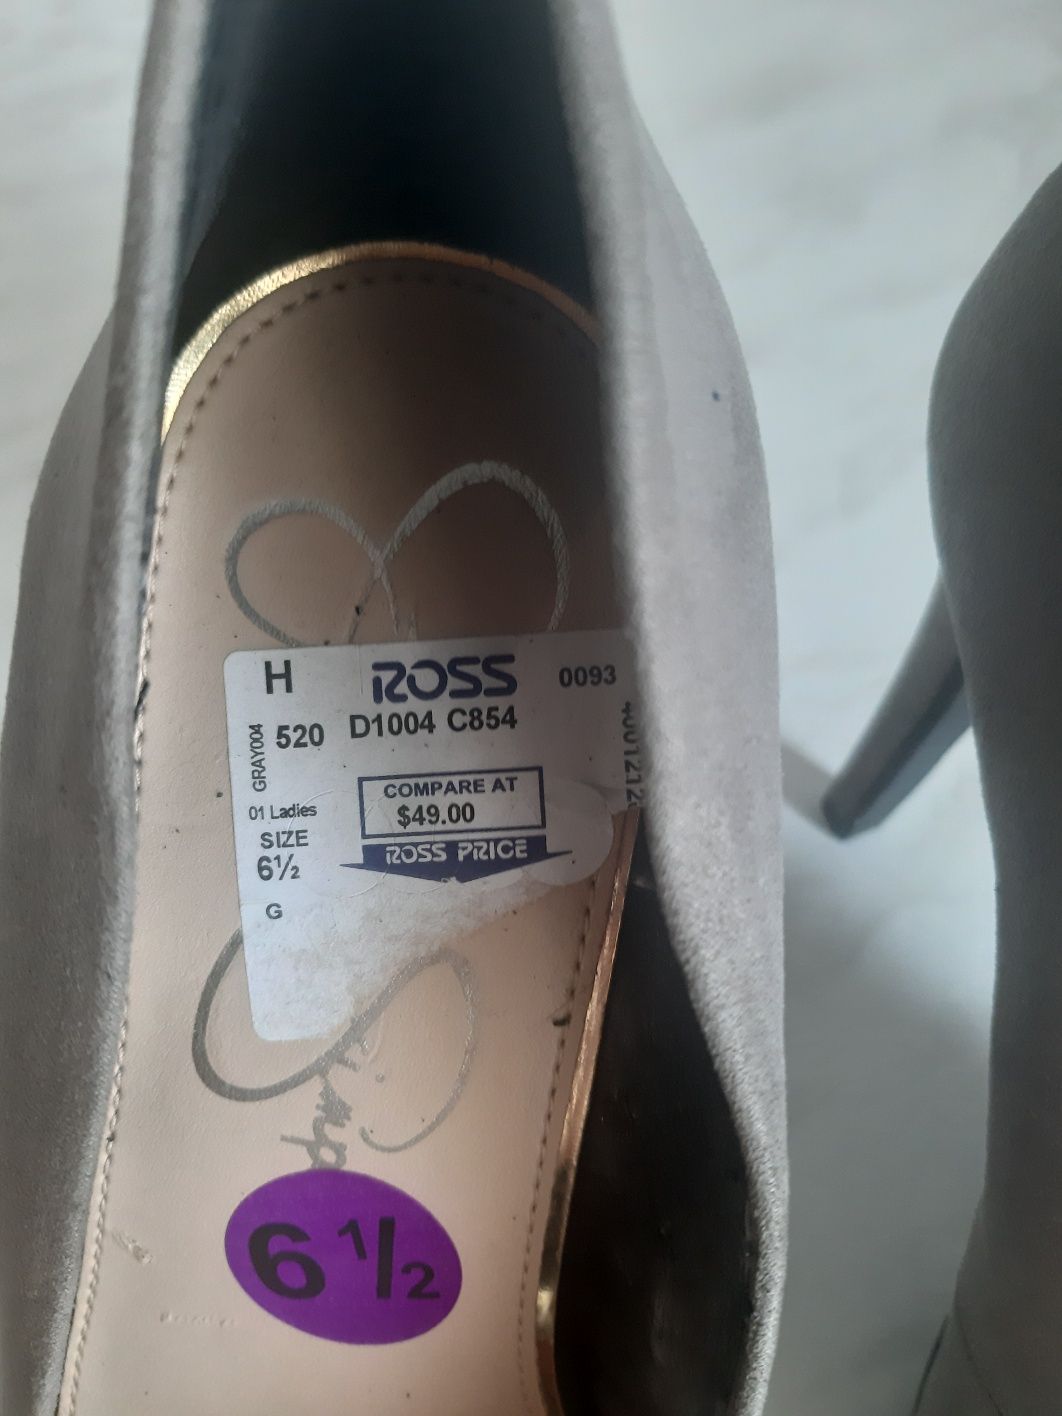 H ROSS 0093
520 D1004 C854
GRAY004
COMPARE AT
$49.00
01 Ladies
SIZE
6½
ROSS PRICE
G
Simp
6 1/2